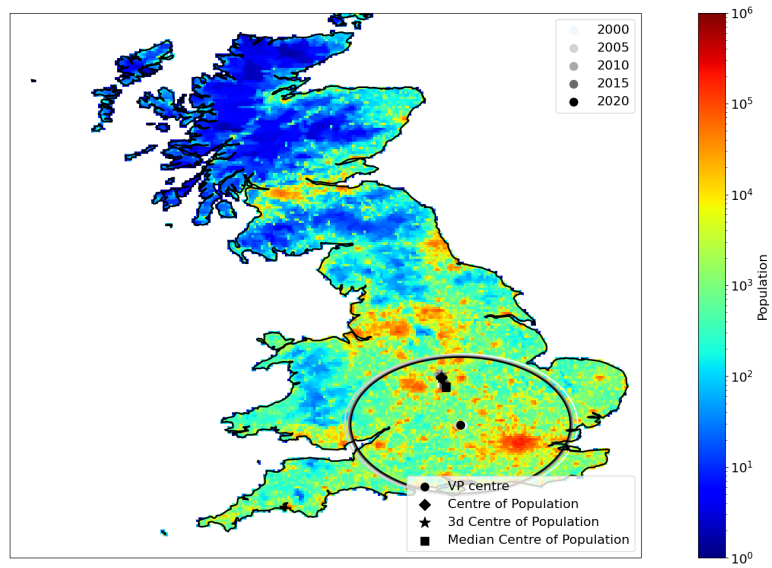 2000
2005
2010
2015
2020
VP centre
Centre of Population
3d Centre of Population
Median Centre of Population
10^6
10^5
10^4
10^3
10^2
10^1
10^0
Population